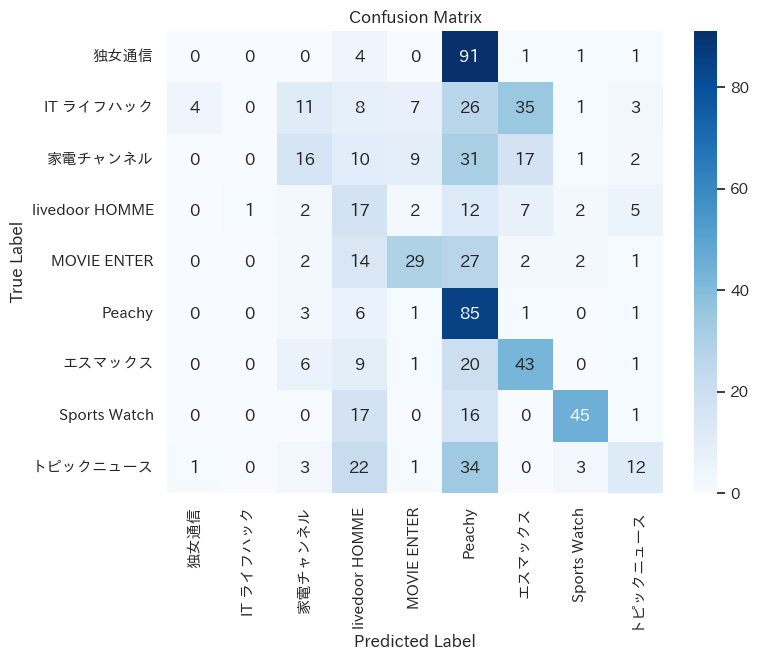 Confusion Matrix
独女通信 0 0 0 4 0 91 1 1 1
IT ライフハック 4 0 11 8 7 26 35 1 3
家電チャンネル 0 0 16 10 9 31 17 1 2
livedoor HOMME 0 1 2 17 2 12 7 2 5
MOVIE ENTER 0 0 2 14 29 27 2 2 1
Peachy 0 0 3 6 1 85 1 0 1
エスマックス 0 0 6 9 1 20 43 0 1
Sports Watch 0 0 0 17 0 16 0 45 1
トピックニュース 1 0 3 22 1 34 0 3 12
True Label
独女通信
IT ライフハック
家電チャンネル
livedoor HOMME
MOVIE ENTER
Peachy
エスマックス
Sports Watch
トピックニュース
Predicted Label
80
60
40
20
0